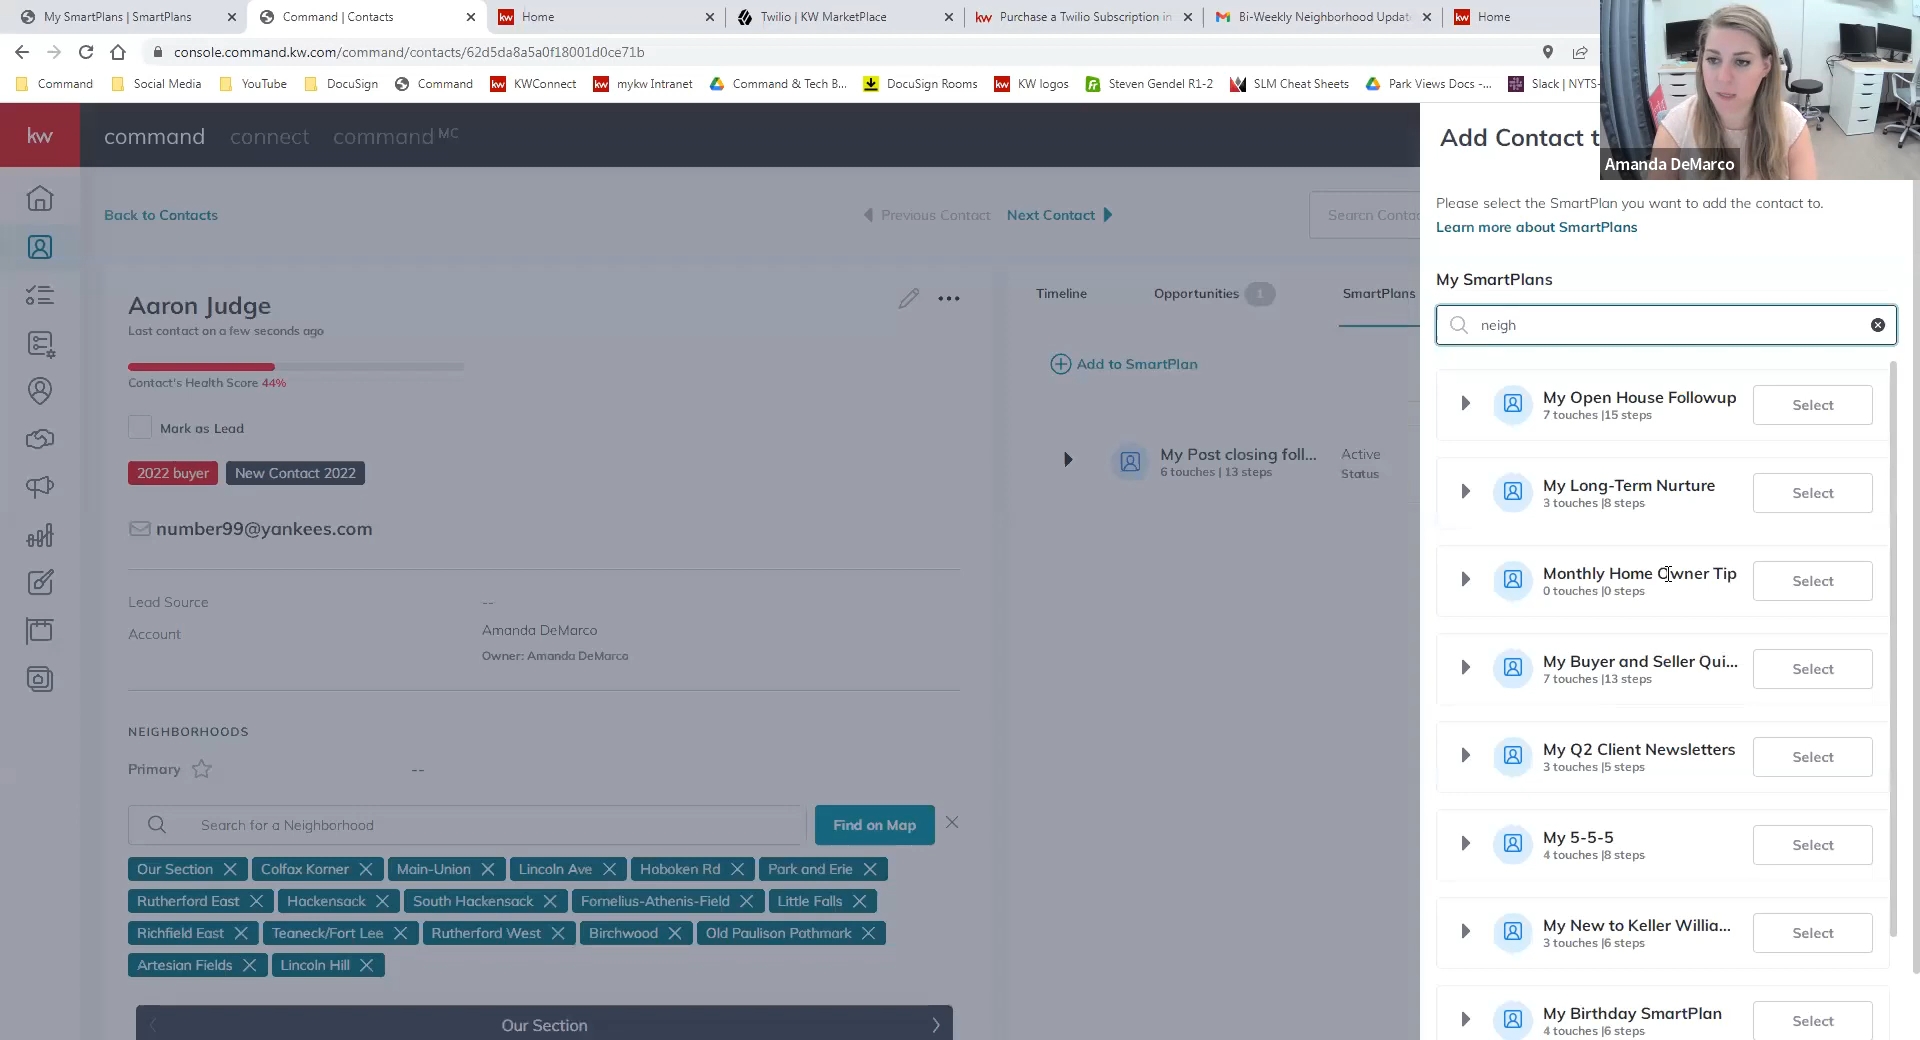 My SmartPlans | SmartPlans
Command | Contacts
kw Home
Twilio | KW MarketPlace
kw Purchase a Twilio Subscription in
Bi-Weekly Neighborhood Updat
kw Home
console.command.kw.com/command/contacts/62d5da8a5a0f18001d0ce71b
Command
Social Media
YouTube
DocuSign
Command
kw KWConnect
kw mykw Intranet
Command & Tech B...
DocuSign Rooms
kw KW logos
Steven Gendel R1-2
SLM Cheat Sheets
Park Views Docs -...
Slack | NYTS-
kw
command
connect
command MC
Back to Contacts
Previous Contact
Next Contact
Search Conta
Aaron Judge
Last contact on a few seconds ago
Contact's Health Score 44%
Mark as Lead
2022 buyer
New Contact 2022
number99@yankees.com
Lead Source
--
Account
Amanda DeMarco
Owner: Amanda DeMarco
NEIGHBORHOODS
Primary
--
Search for a Neighborhood
Find on Map
Our Section
Colfax Korner
Main-Union
Lincoln Ave
Hoboken Rd
Park and Erie
Rutherford East
Hackensack
South Hackensack
Fornelius-Athenis-Field
Little Falls
Richfield East
Teaneck/Fort Lee
Rutherford West
Birchwood
Old Paulison Pathmark
Artesian Fields
Lincoln Hill
Our Section
Timeline
Opportunities 1
SmartPlans
Add to SmartPlan
My Post closing foll...
6 touches | 13 steps
Active
Status
Amanda DeMarco
Add Contact t
Please select the SmartPlan you want to add the contact to.
Learn more about SmartPlans
My SmartPlans
neigh
My Open House Followup
7 touches |15 steps
Select
My Long-Term Nurture
3 touches |8 steps
Select
Monthly Home Owner Tip
0 touches |0 steps
Select
My Buyer and Seller Qui...
7 touches |13 steps
Select
My Q2 Client Newsletters
3 touches |5 steps
Select
My 5-5-5
4 touches |8 steps
Select
My New to Keller Willia...
3 touches |6 steps
Select
My Birthday SmartPlan
4 touches |6 steps
Select